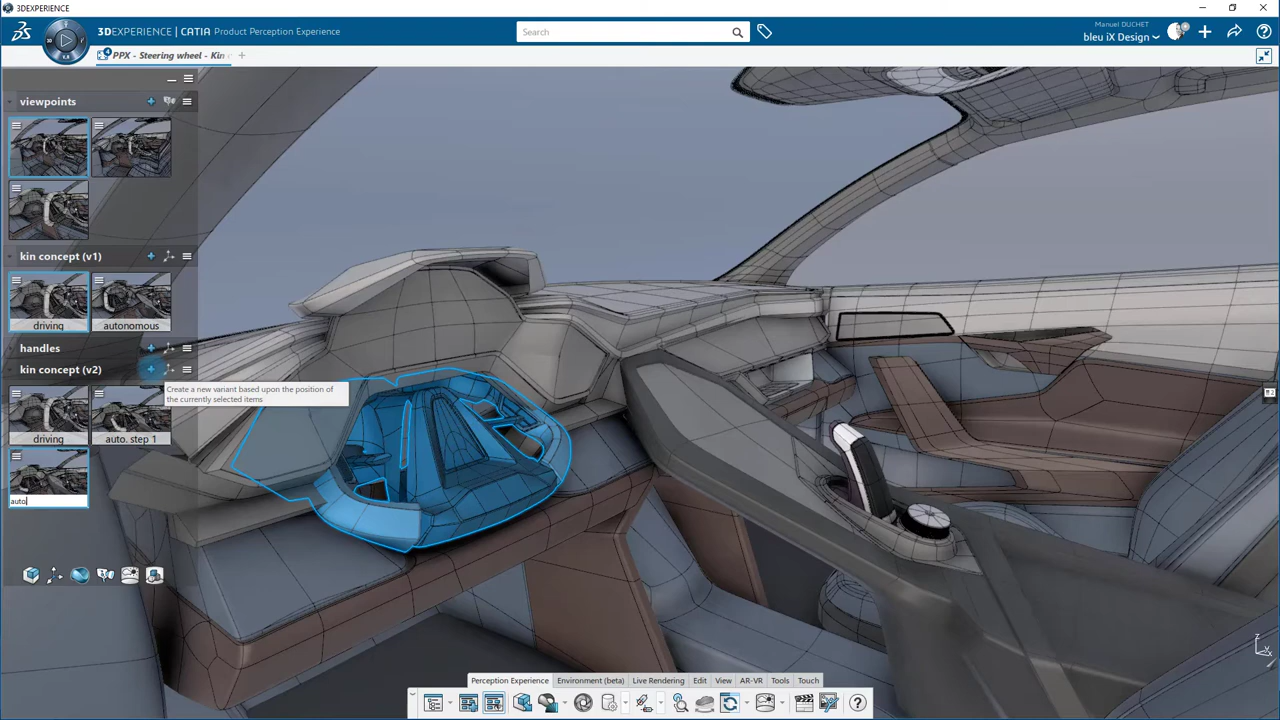 3DEXPERIENCE
3DEXPERIENCE | CATIA Product Perception Experience
Search
Manuel DUCHET
bleu iX Design
PPX - Steering wheel - Kin
viewpoints
kin concept (v1)
driving
autonomous
handles
kin concept (v2)
Create a new variant based upon the position of
the currently selected items
driving
auto. step 1
auto
Perception Experience
Environment (beta)
Live Rendering
Edit
View
AR-VR
Tools
Touch